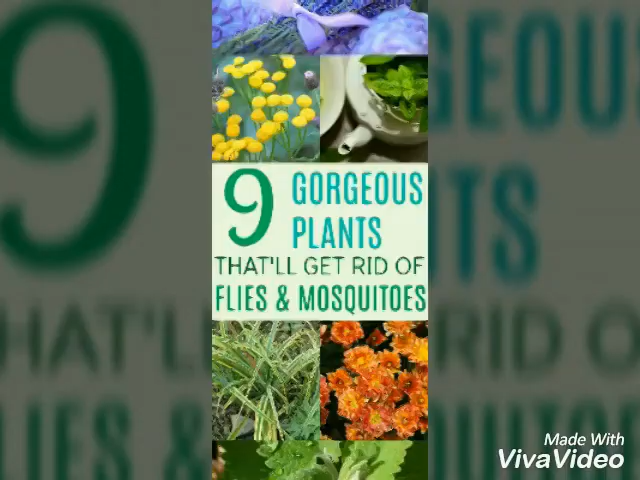 9 GORGEOUS
PLANTS
THAT'LL GET RID OF
FLIES & MOSQUITOES
Made With
VivaVideo